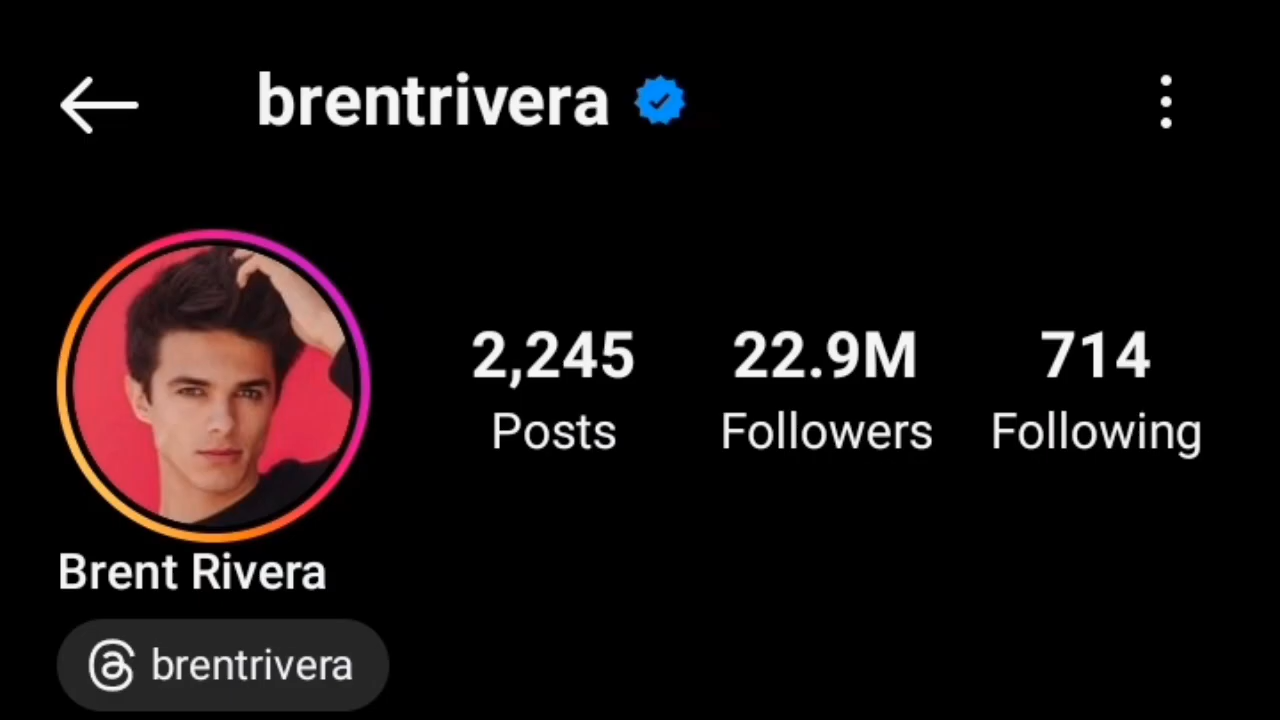 brentrivera
2,245 22.9M 714
Posts Followers Following
Brent Rivera
brentrivera